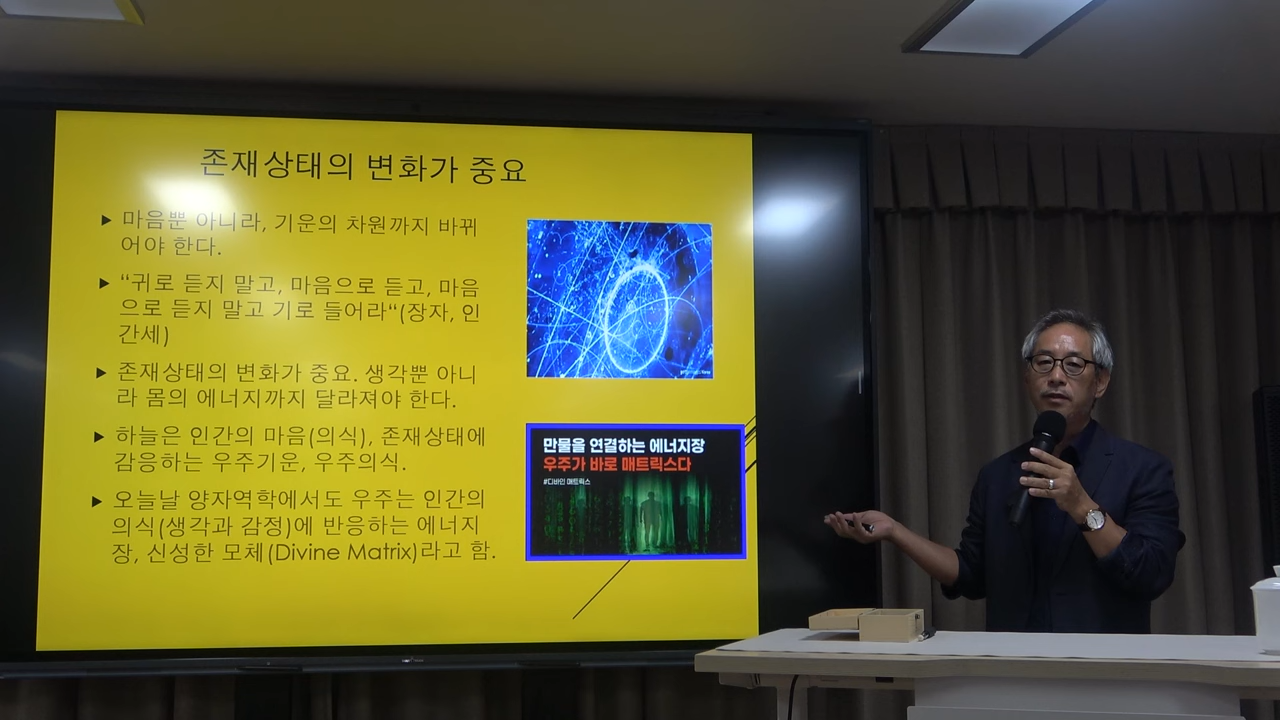 존재상태의 변화가 중요
▶ 마음뿐 아니라, 기운의 차원까지 바뀌
어야 한다.
▶ “귀로 듣지 말고, 마음으로 듣고, 마음
으로 듣지 말고 기로 들어라“(장자, 인
간세)
▶ 존재상태의 변화가 중요. 생각뿐 아니
라 몸의 에너지까지 달라져야 한다.
▶ 하늘은 인간의 마음(의식), 존재상태에
감응하는 우주기운, 우주의식.
▶ 오늘날 양자역학에서도 우주는 인간의
의식(생각과 감정)에 반응하는 에너지
장, 신성한 모체(Divine Matrix)라고 함.
만물을 연결하는 에너지장
우주가 바로 매트릭스다
#디바인 매트릭스